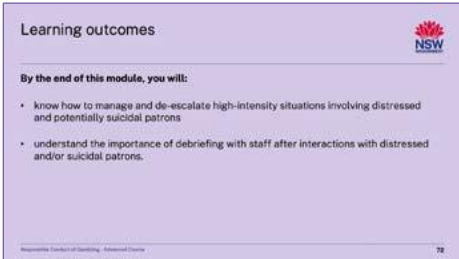 Learning outcomes
NSW
GOVERNMENT
By the end of this module, you will:
• know how to manage and de-escalate high-intensity situations involving distressed
and potentially suicidal patrons
• understand the importance of debriefing with staff after interactions with distressed
and/or suicidal patrons.
Responsible Conduct of Gambling - Advanced Course
72